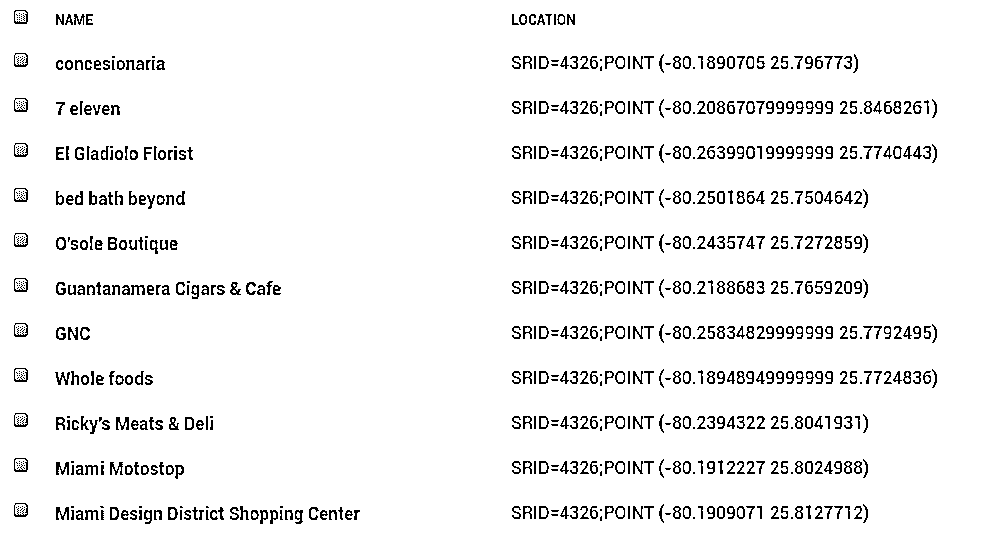 NAME LOCATION
concesionaria SRID=4326;POINT (-80.1890705 25.796773)
7 eleven SRID=4326;POINT (-80.20867079999999 25.8468261)
El Gladiolo Florist SRID=4326;POINT (-80.26399019999999 25.7740443)
bed bath beyond SRID=4326;POINT (-80.2501864 25.7504642)
O'sole Boutique SRID=4326;POINT (-80.2435747 25.7272859)
Guantanamera Cigars & Cafe SRID=4326;POINT (-80.2188683 25.7659209)
GNC SRID=4326;POINT (-80.25834829999999 25.7792495)
Whole foods SRID=4326;POINT (-80.18948949999999 25.7724836)
Ricky's Meats & Deli SRID=4326;POINT (-80.2394322 25.8041931)
Miami Motostop SRID=4326;POINT (-80.1912227 25.8024988)
Miami Design District Shopping Center SRID=4326;POINT (-80.1909071 25.8127712)